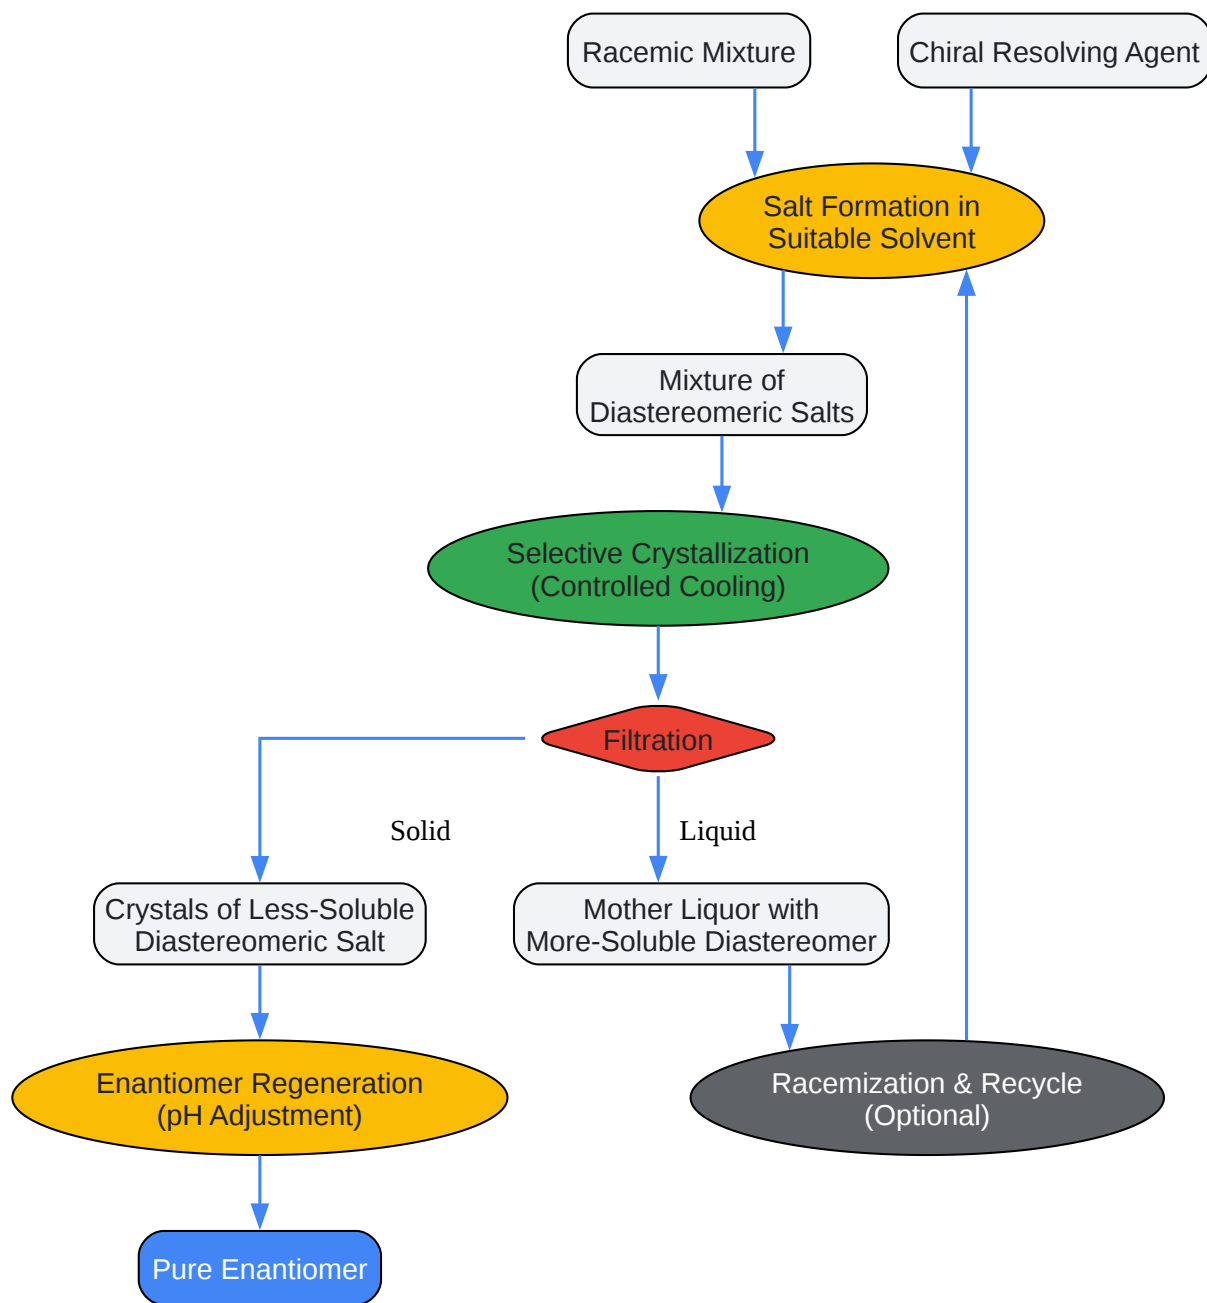 Racemic Mixture
Chiral Resolving Agent
Salt Formation in
Suitable Solvent
Mixture of
Diastereomeric Salts
Selective Crystallization
(Controlled Cooling)
Filtration
Solid
Liquid
Crystals of Less-Soluble
Diastereomeric Salt
Mother Liquor with
More-Soluble Diastereomer
Enantiomer Regeneration
(pH Adjustment)
Racemization & Recycle
(Optional)
Pure Enantiomer